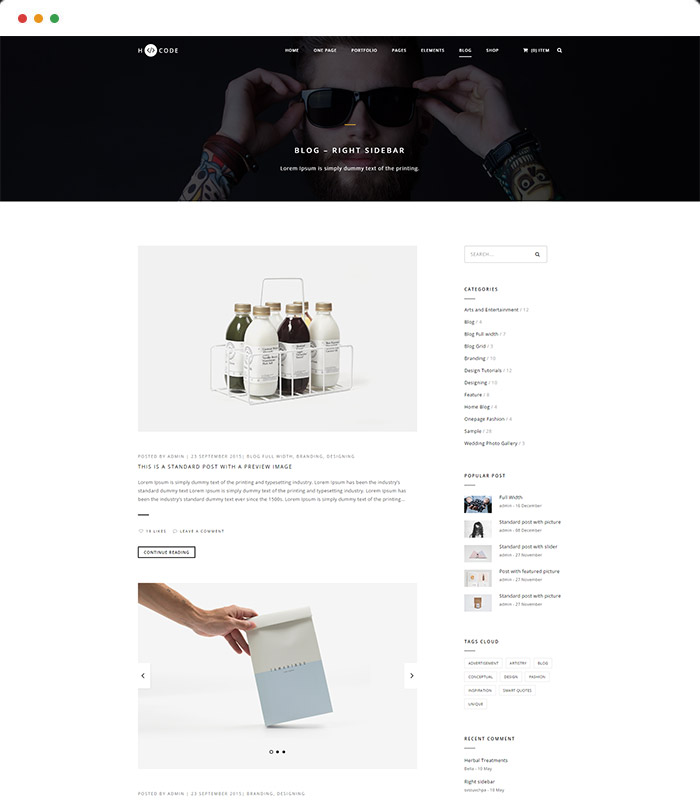 H </> CODE
HOME ONE PAGE PORTFOLIO PAGES ELEMENTS BLOG SHOP (0) ITEM
BLOG – RIGHT SIDEBAR
Lorem Ipsum is simply dummy text of the printing.
POSTED BY ADMIN | 23 SEPTEMBER 2015| BLOG FULL WIDTH, BRANDING, DESIGNING
THIS IS A STANDARD POST WITH A PREVIEW IMAGE
Lorem Ipsum is simply dummy text of the printing and typesetting industry. Lorem Ipsum has been the
industry's standard dummy text Lorem Ipsum is simply dummy text of the printing and typesetting industry. Lorem Ipsum has
been the industry's standard dummy text ever since the 1500s. Lorem Ipsum is simply dummy text of the printing...
LEAVE A COMMENT
CONTINUE READING
POSTED BY ADMIN | 23 SEPTEMBER 2015| BRANDING, DESIGNING
SEARCH...
CATEGORIES
Arts and Entertainment / 12
Blog / 4
Blog Full width / 7
Blog Grid / 3
Branding / 10
Design Tutorials / 12
Designing / 10
Feature / 6
Home Blog / 4
Onepage Fashion / 4
Sample / 28
Wedding Photo Gallery / 3
POPULAR POST
Full Width
admin - 10 December
Standard post with picture
admin - 08 December
Standard post with slider
admin - 27 November
Post with featured picture
admin - 27 November
Standard post with picture
admin - 27 November
TAGS CLOUD
ADVERTISEMENT ARTISTRY BLOG
CONCEPTUAL DESIGN FASHION
INSPIRATION SMART QUOTES
UNIQUE
RECENT COMMENT
Herbal Treatments
Bella - 10 May
Right sidebar